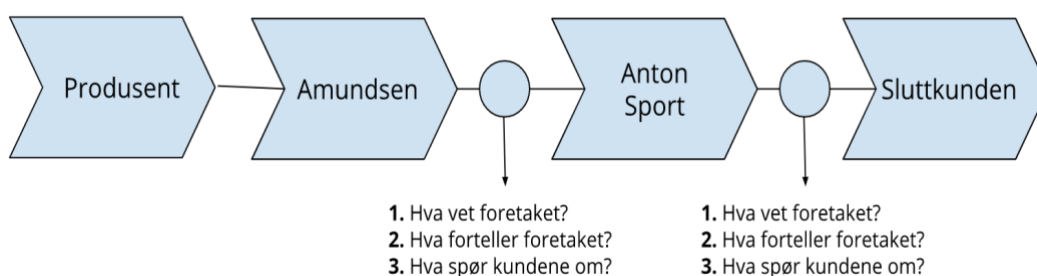 Produsent
Amundsen
Anton
Sport
Sluttkunden
1. Hva vet foretaket?
2. Hva forteller foretaket?
3. Hva spør kundene om?
1. Hva vet foretaket?
2. Hva forteller foretaket?
3. Hva spør kundene om?